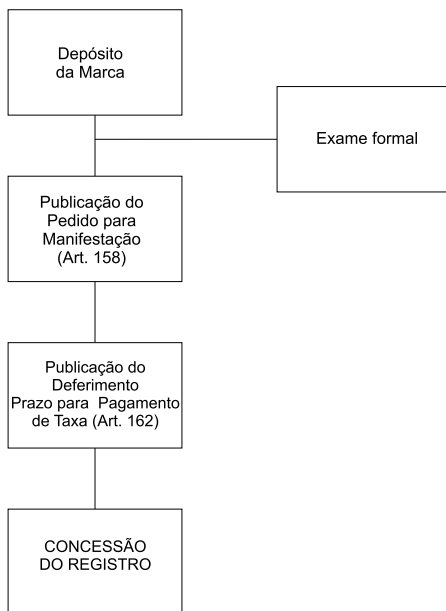 Depósito
da Marca
Exame formal
Publicação do
Pedido para
Manifestação
(Art. 158)
Publicação do
Deferimento
Prazo para Pagamento
de Taxa (Art. 162)
CONCESSÃO
DO REGISTRO